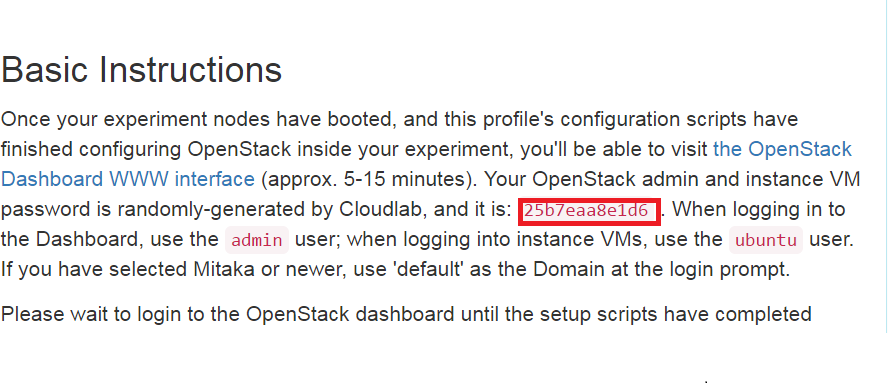 Basic Instructions
Once your experiment nodes have booted, and this profile's configuration scripts have
finished configuring OpenStack inside your experiment, you'll be able to visit the OpenStack
Dashboard WWW interface (approx. 5-15 minutes). Your OpenStack admin and instance VM
password is randomly-generated by Cloudlab, and it is: 25b7eaa8e1d6 . When logging in to
the Dashboard, use the admin user; when logging into instance VMs, use the ubuntu user.
If you have selected Mitaka or newer, use 'default' as the Domain at the login prompt.
Please wait to login to the OpenStack dashboard until the setup scripts have completed